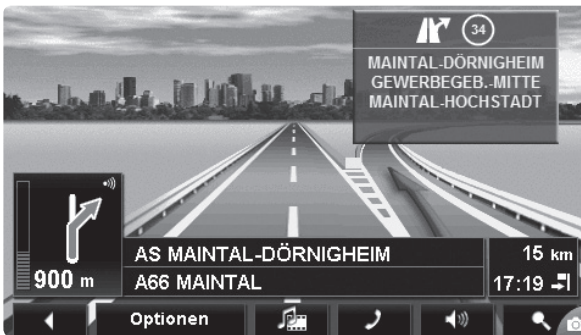 34
MAINTAL-DÖRNIGHEIM
GEWERBEGEB.-MITTE
MAINTAL-HOCHSTADT
AS MAINTAL-DÖRNIGHEIM
15 km
900 m
A66 MAINTAL
17:19
Optionen